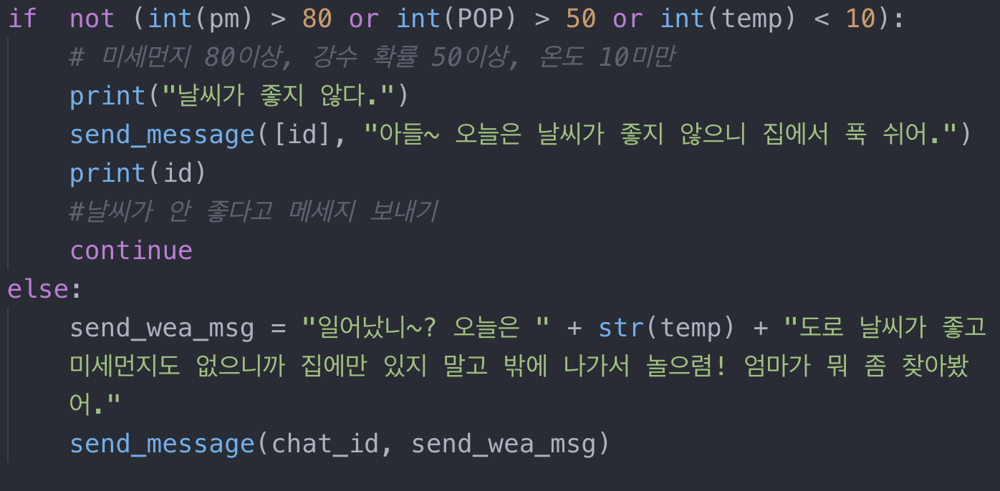 if  not (int(pm) > 80 or int(POP) > 50 or int(temp) < 10):
    # 미세먼지 80이상, 강수 확률 50이상, 온도 10미만
    print("날씨가 좋지 않다.")
    send_message([id], "아들~ 오늘은 날씨가 좋지 않으니 집에서 푹 쉬어.")
    print(id)
    #날씨가 안 좋다고 메세지 보내기
    continue
else:
    send_wea_msg = "일어났니~? 오늘은 " + str(temp) + "도로 날씨가 좋고
    미세먼지도 없으니까 집에만 있지 말고 밖에 나가서 놀으렴! 엄마가 뭐 좀 찾아봤
    어."
    send_message(chat_id, send_wea_msg)